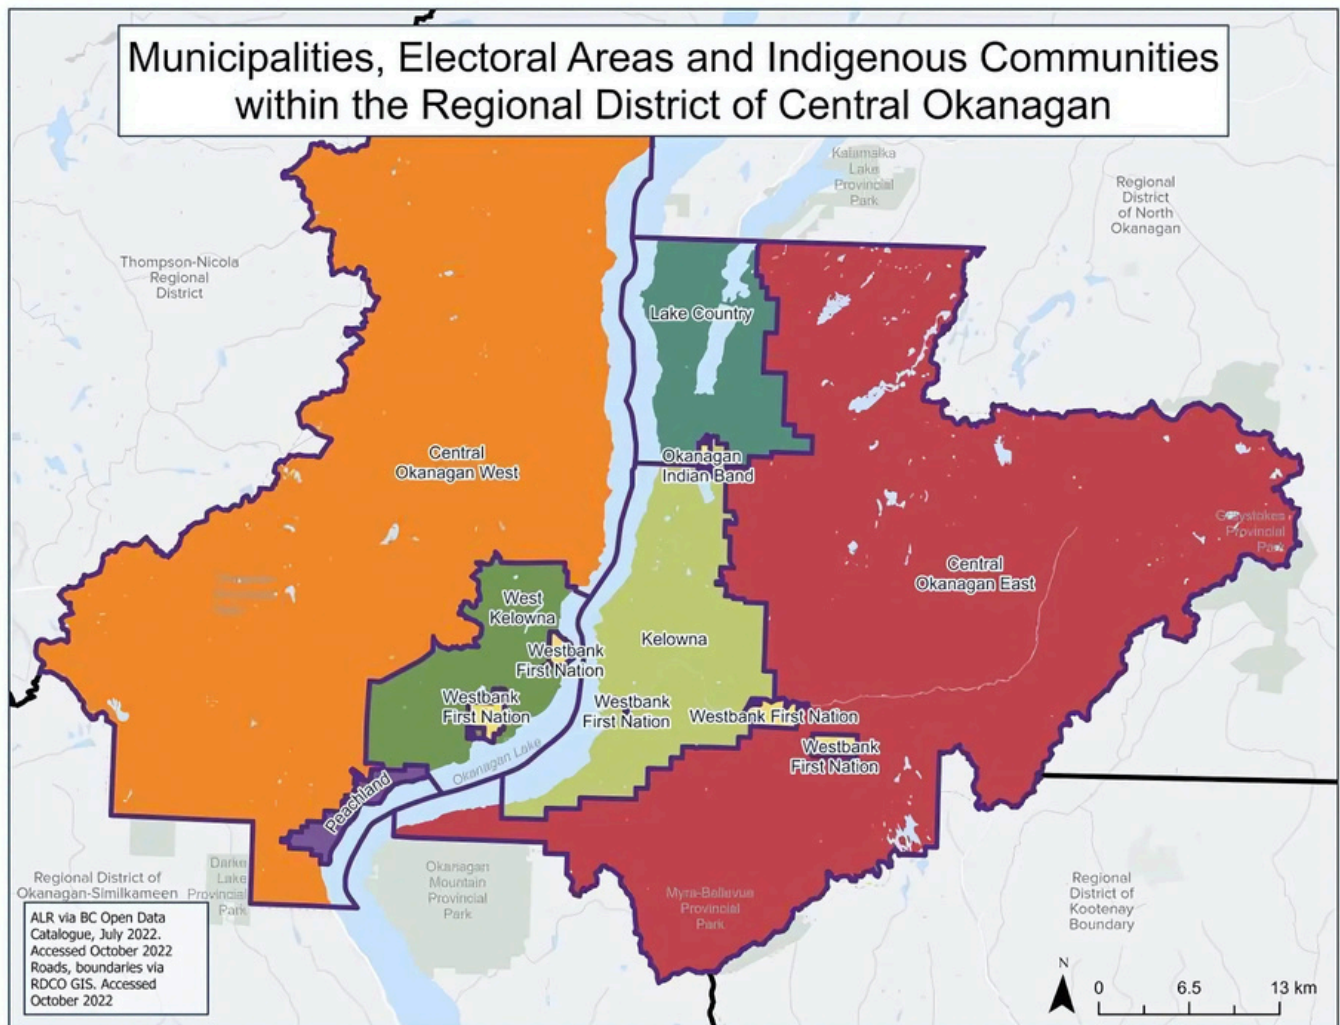 Municipalities, Electoral Areas and Indigenous Communities
within the Regional District of Central Okanagan
Kalamalka
Lake
Provincial
Park
Regional
District
of North
Okanagan
Thompson-Nicola
Regional
District
Lake Country
Central
Okanagan West
Okanagan
Indian Band
Greystokes
Provincial
Park
Central
Okanagan East
West
Kelowna
Kelowna
Westbank
First Nation
Westbank
First Nation
Westbank
First Nation
Westbank First Nation
Westbank
First Nation
Okanagan Lake
Peachland
Darke
Lake
Provincial
Park
Okanagan
Mountain
Provincial
Park
Myra-Bellevue
Provincial
Park
Regional District of
Okanagan-Similkameen
Regional
District of
Kootenay
Boundary
ALR via BC Open Data
Catalogue, July 2022.
Accessed October 2022
Roads, boundaries via
RDCO GIS. Accessed
October 2022
N
0 6.5 13 km